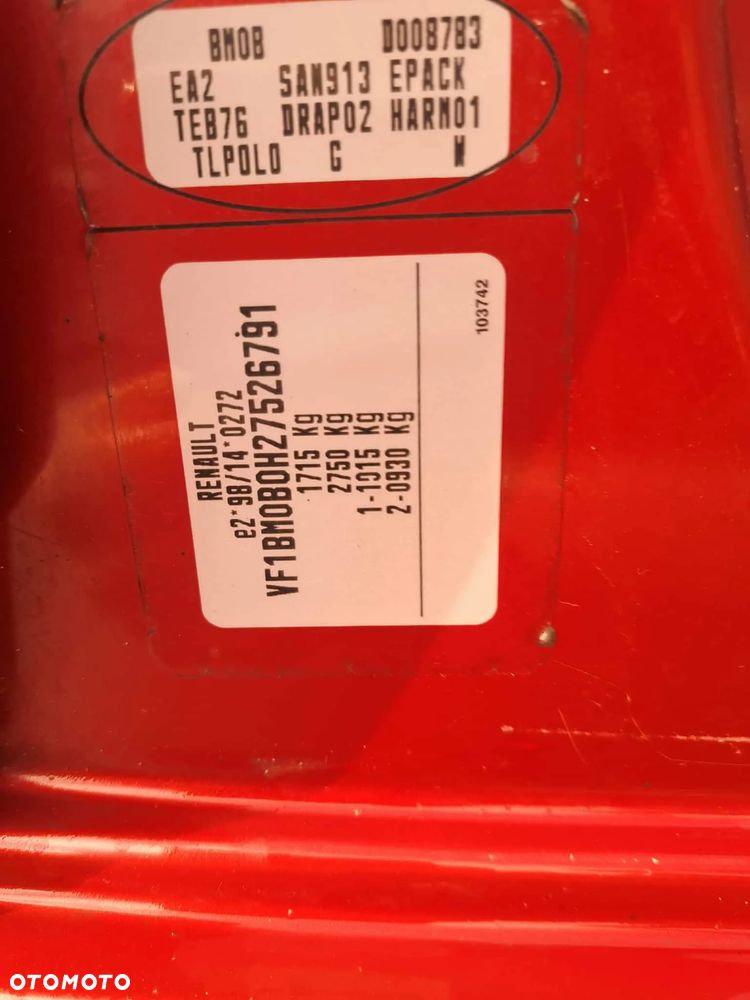 BM0B D008783
EA2 SAN913 EPACK
TEB76 DRAP02 HARM01
TLPOLO G M
RENAULT
e2*98/14*0272
VF1BM0B0H27526791
1715 Kg
2750 Kg
1-1015 Kg
2-0930 Kg
103742
OTOMOTO